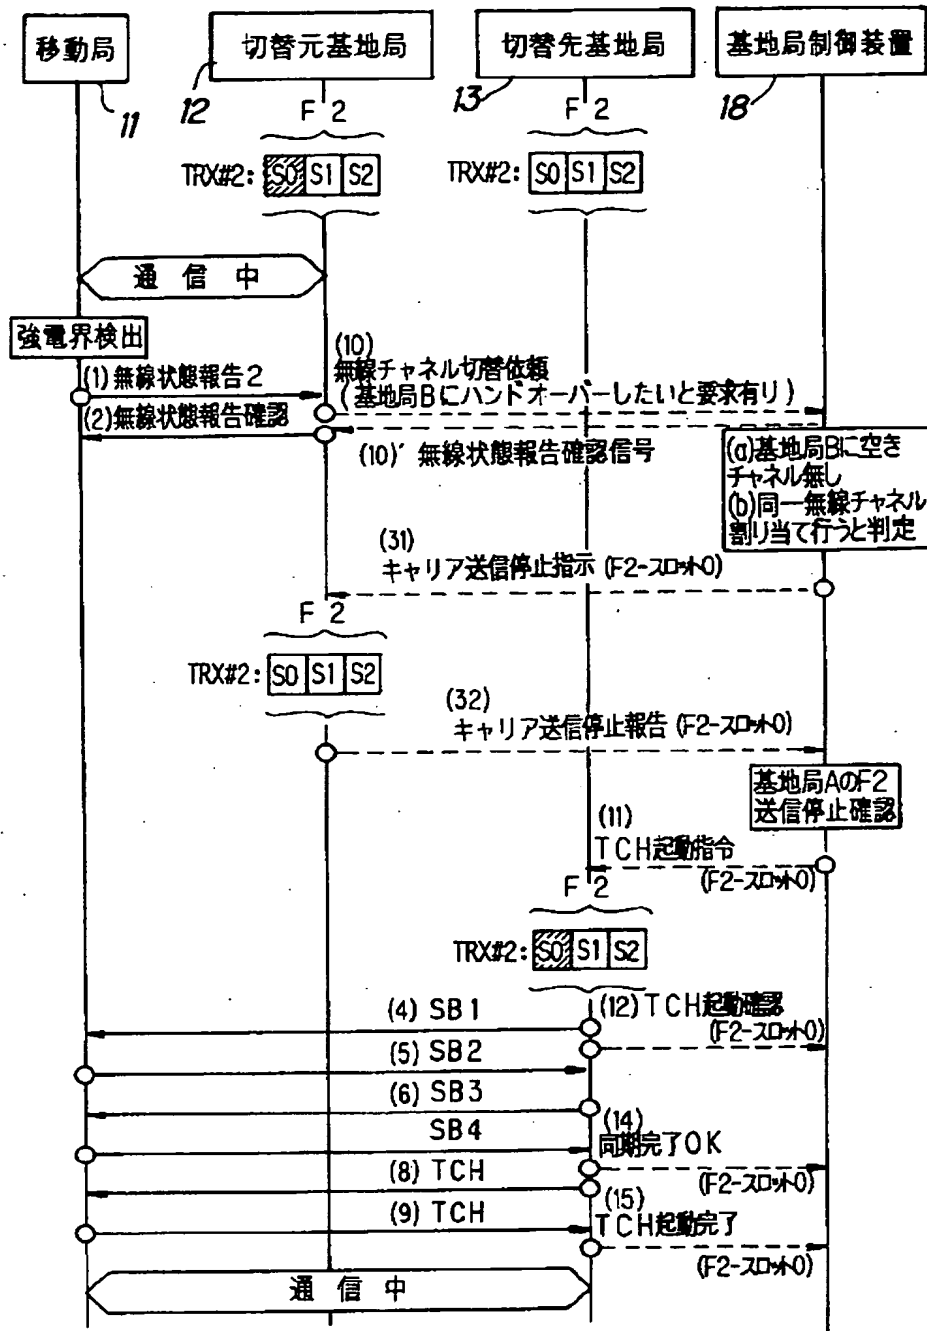 移動局
切替元基地局
切替先基地局
基地局制御装置
11
12
13
18
F2
F2
TRX#2: S0 S1 S2
TRX#2: S0 S1 S2
通信中
強電界検出
(1)無線状態報告2
(2)無線状態報告確認
(10)
無線チャネル切替依頼
(基地局Bにハンドオーバーしたいと要求有り)
(10)' 無線状態報告確認信号
(a)基地局Bに空き
チャネル無し
(b)同一無線チャネル
割り当て行うと判定
(31)
キャリア送信停止指示(F2-スロット0)
F2
TRX#2: S0 S1 S2
(32)
キャリア送信停止報告(F2-スロット0)
基地局AのF2
送信停止確認
(11)
TCH起動指令
(F2-スロット0)
F2
TRX#2: S0 S1 S2
(4) SB1
(12)TCH起動確認
(F2-スロット0)
(5) SB2
(6) SB3
SB4
(14)
同期完了OK
(F2-スロット0)
(8) TCH
(9) TCH
(15)
TCH起動完了
(F2-スロット0)
通信中